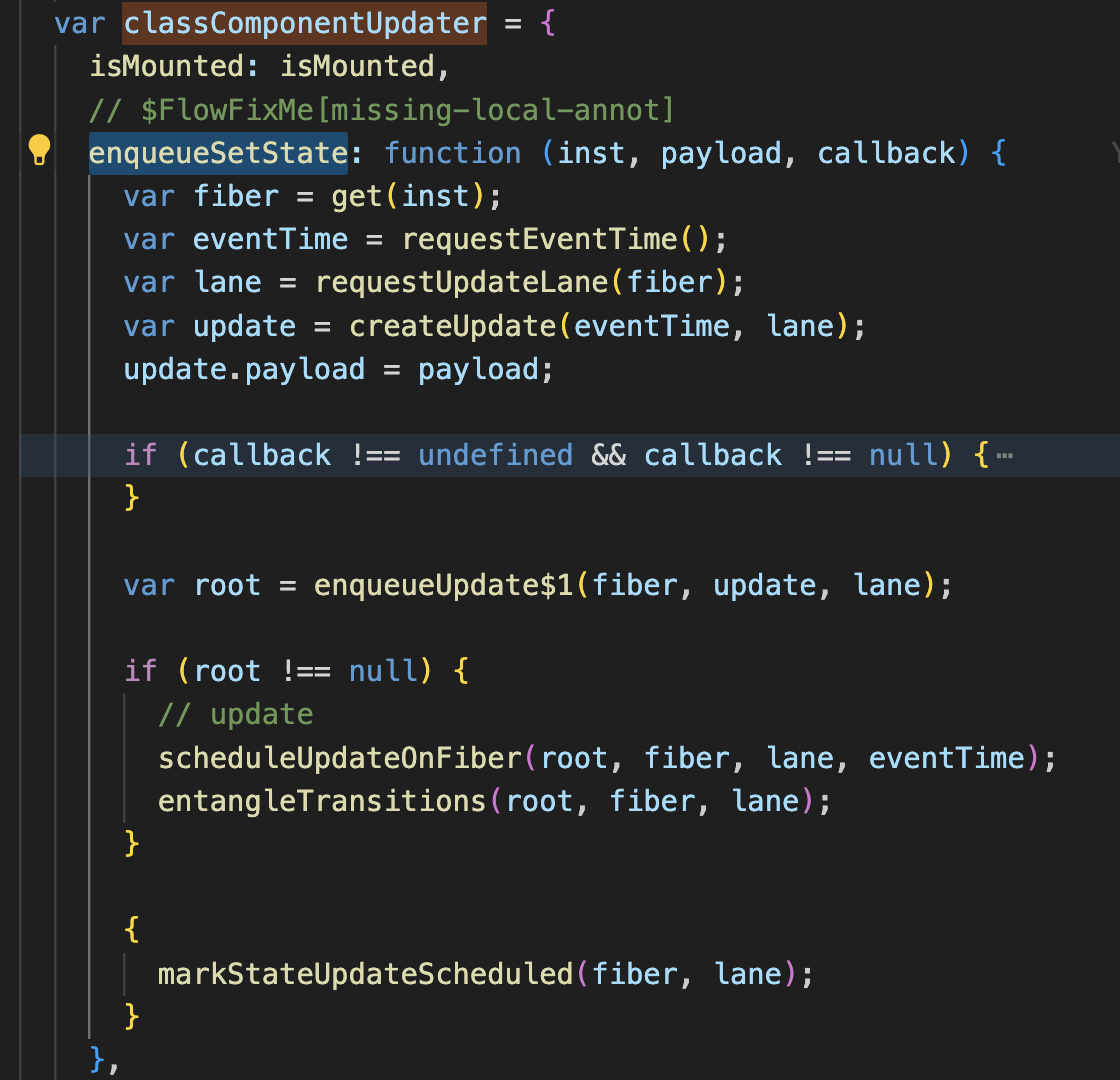 var classComponentUpdater = {
isMounted: isMounted,
// $FlowFixMe[missing-local-annot]
enqueueSetState: function (inst, payload, callback) {
var fiber = get(inst);
var eventTime = requestEventTime();
var lane = requestUpdateLane(fiber);
var update = createUpdate(eventTime, lane);
update.payload = payload;
if (callback !== undefined && callback !== null) {⋯
}
var root = enqueueUpdate$1(fiber, update, lane);
if (root !== null) {
// update
scheduleUpdateOnFiber(root, fiber, lane, eventTime);
entangleTransitions(root, fiber, lane);
}
{
markStateUpdateScheduled(fiber, lane);
}
},